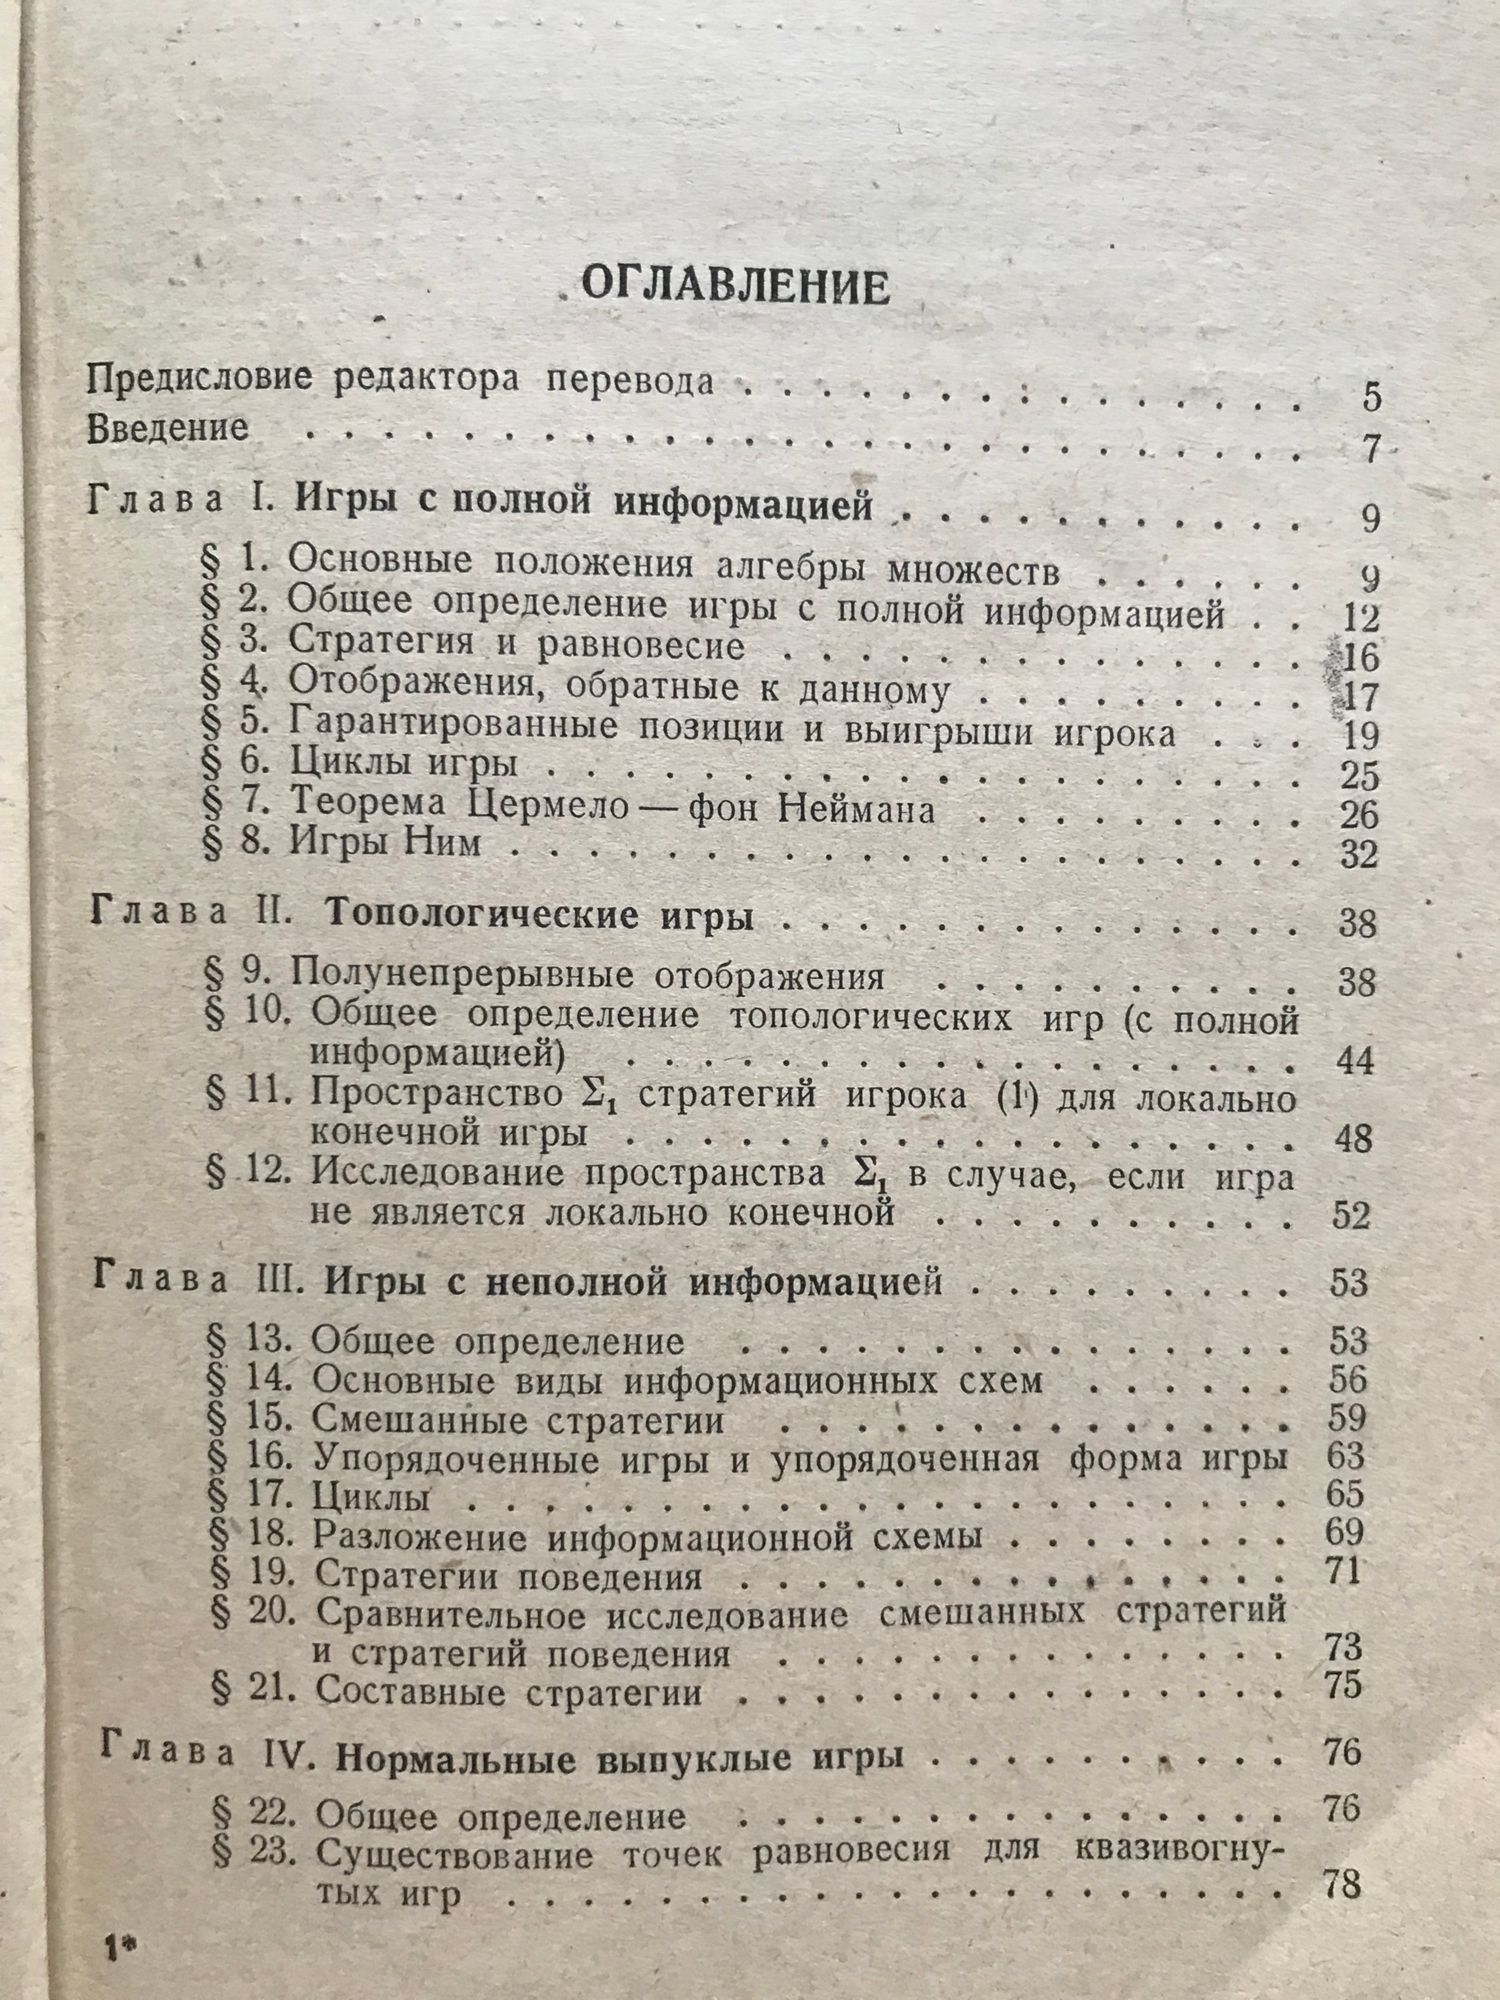 ОГЛАВЛЕНИЕ
Предисловие редактора перевода . . . . . . . . . . . . . . . 5
Введение . . . . . . . . . . . . . . . . . . . . . . . . . . 7
Глава I. Игры с полной информацией . . . . . . . . . . . 9
§ 1. Основные положения алгебры множеств . . . . . . 9
§ 2. Общее определение игры с полной информацией . . 12
§ 3. Стратегия и равновесие . . . . . . . . . . . . . . 16
§ 4. Отображения, обратные к данному . . . . . . . . . 17
§ 5. Гарантированные позиции и выигрыши игрока . . . 19
§ 6. Циклы игры . . . . . . . . . . . . . . . . . . . . 25
§ 7. Теорема Цермело — фон Неймана . . . . . . . . . 26
§ 8. Игры Ним . . . . . . . . . . . . . . . . . . . . . 32
Глава II. Топологические игры . . . . . . . . . . . . . . 38
§ 9. Полунепрерывные отображения . . . . . . . . . . 38
§ 10. Общее определение топологических игр (с полной
информацией) . . . . . . . . . . . . . . . . . . 44
§ 11. Пространство Σ₁ стратегий игрока (1) для локально
конечной игры . . . . . . . . . . . . . . . . . . 48
§ 12. Исследование пространства Σ₁ в случае, если игра
не является локально конечной . . . . . . . . . . 52
Глава III. Игры с неполной информацией . . . . . . . . . 53
§ 13. Общее определение . . . . . . . . . . . . . . . 53
§ 14. Основные виды информационных схем . . . . . . 56
§ 15. Смешанные стратегии . . . . . . . . . . . . . . 59
§ 16. Упорядоченные игры и упорядоченная форма игры 63
§ 17. Циклы . . . . . . . . . . . . . . . . . . . . . . 65
§ 18. Разложение информационной схемы . . . . . . . . 69
§ 19. Стратегии поведения . . . . . . . . . . . . . . . 71
§ 20. Сравнительное исследование смешанных стратегий
и стратегий поведения . . . . . . . . . . . . . . 73
§ 21. Составные стратегии . . . . . . . . . . . . . . . 75
Глава IV. Нормальные выпуклые игры . . . . . . . . . . 76
§ 22. Общее определение . . . . . . . . . . . . . . . 76
§ 23. Существование точек равновесия для квазивогну-
тых игр . . . . . . . . . . . . . . . . . . . . . 78
1*